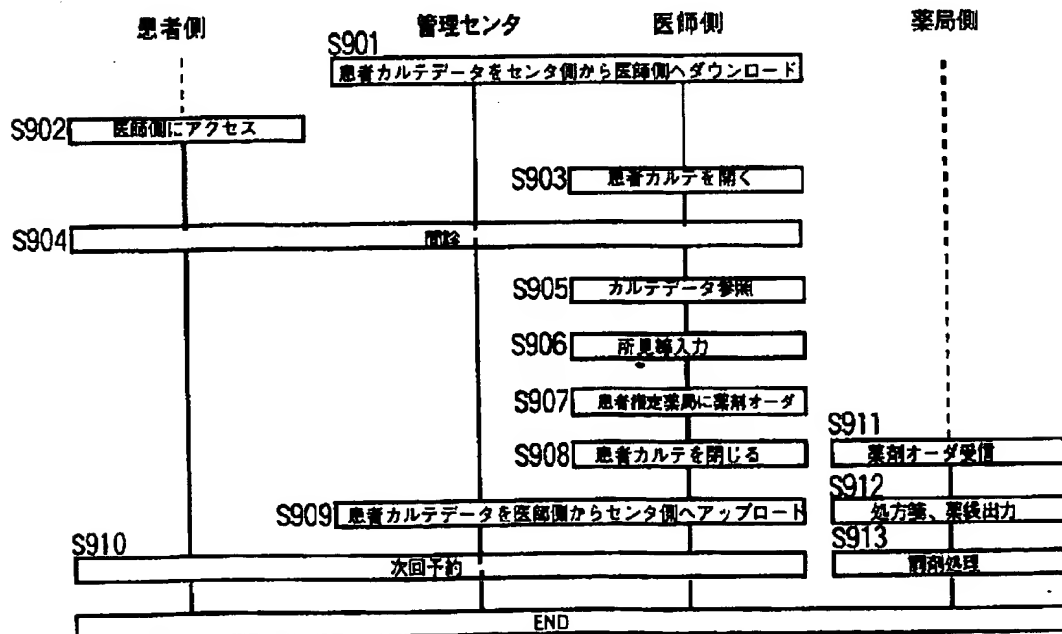 患者側 管理センタ 医師側 薬局側
S901
患者カルテデータをセンタ側から医師側へダウンロード
S902 医師側にアクセス
S903 患者カルテを開く
S904 問診
S905 カルテデータ参照
S906 所見等入力
S907 患者指定薬局に薬剤オーダ
S911
S908 患者カルテを閉じる 薬剤オーダ受信
S912
S909 患者カルテデータを医師側からセンタ側へアップロード 処方箋、薬袋出力
S910 S913
次回予約 調剤処理
END